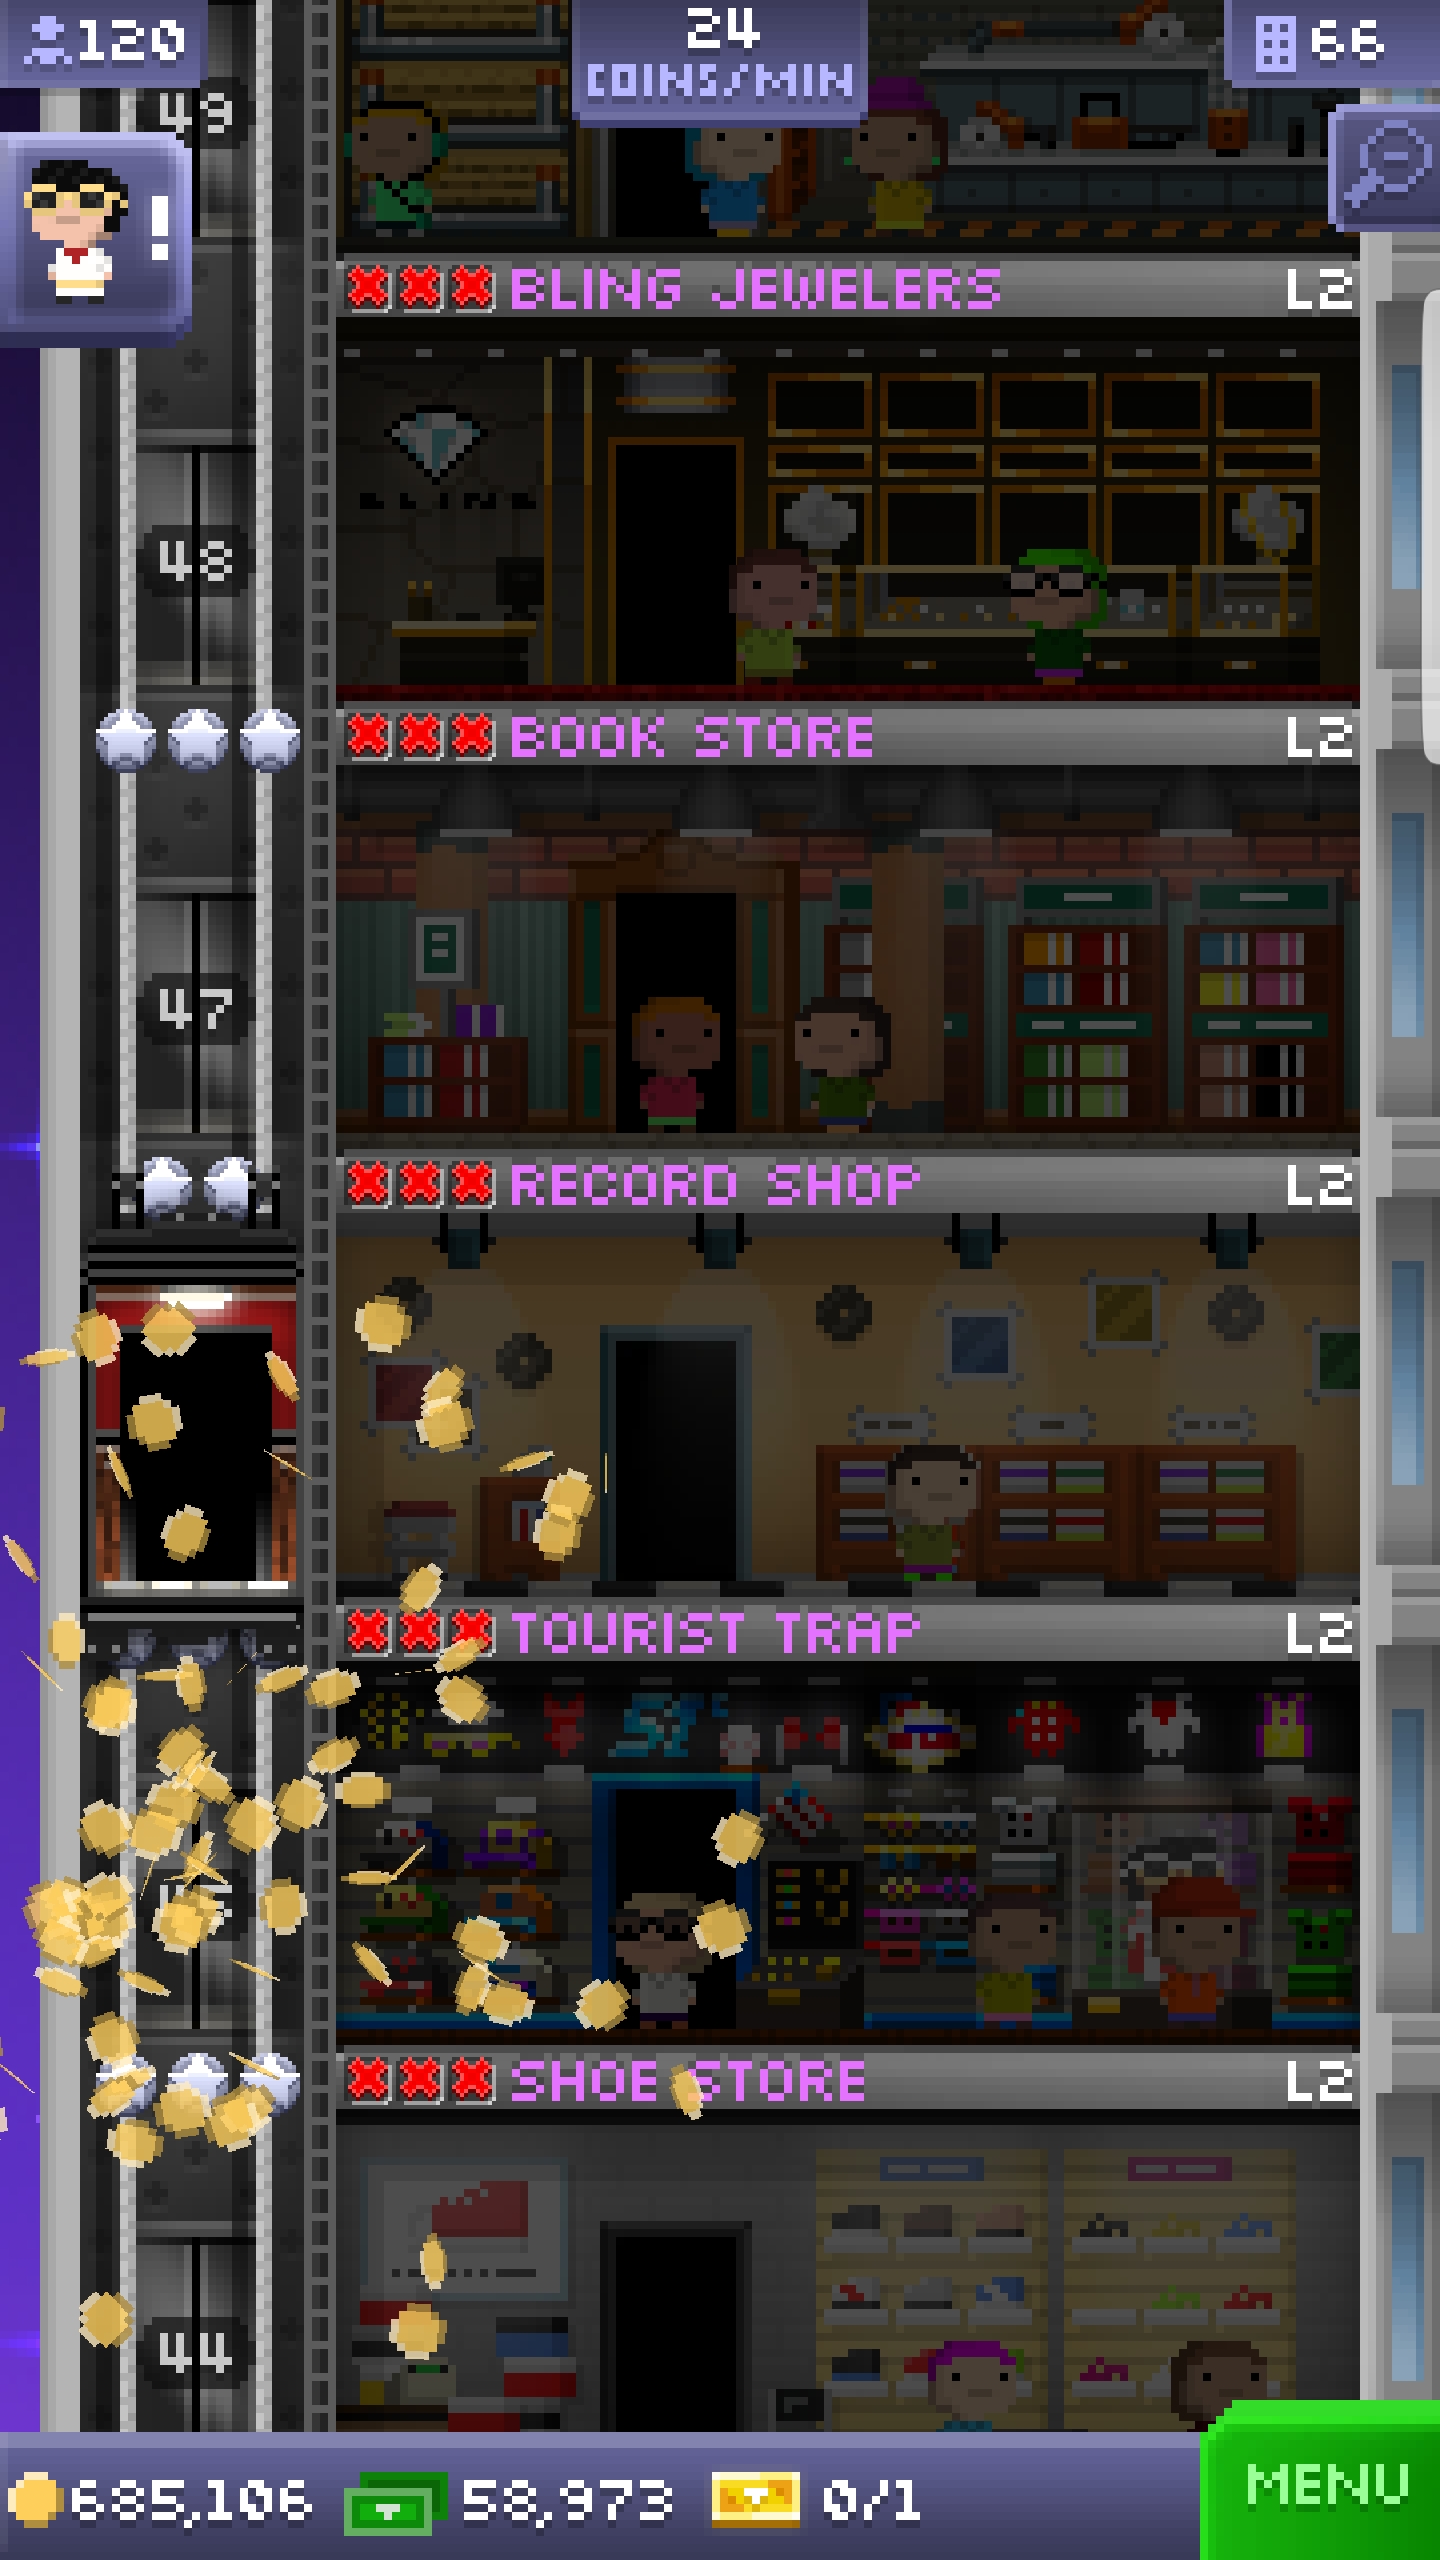 120
24
COINS/MIN
66
49
!
BLING JEWELERS L2
48
BOOK STORE L2
47
RECORD SHOP L2
TOURIST TRAP L2
SHOE STORE L2
44
685,106 58,973 0/1
MENU